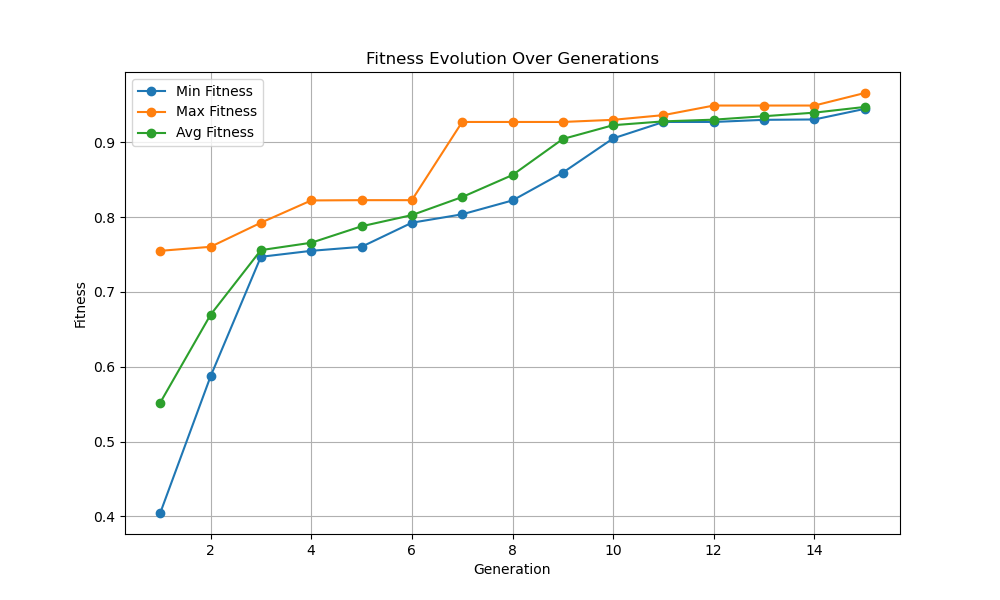 Fitness Evolution Over Generations
Min Fitness
Max Fitness
Avg Fitness
Fitness
0.9
0.8
0.7
0.6
0.5
0.4
2 4 6 8 10 12 14
Generation